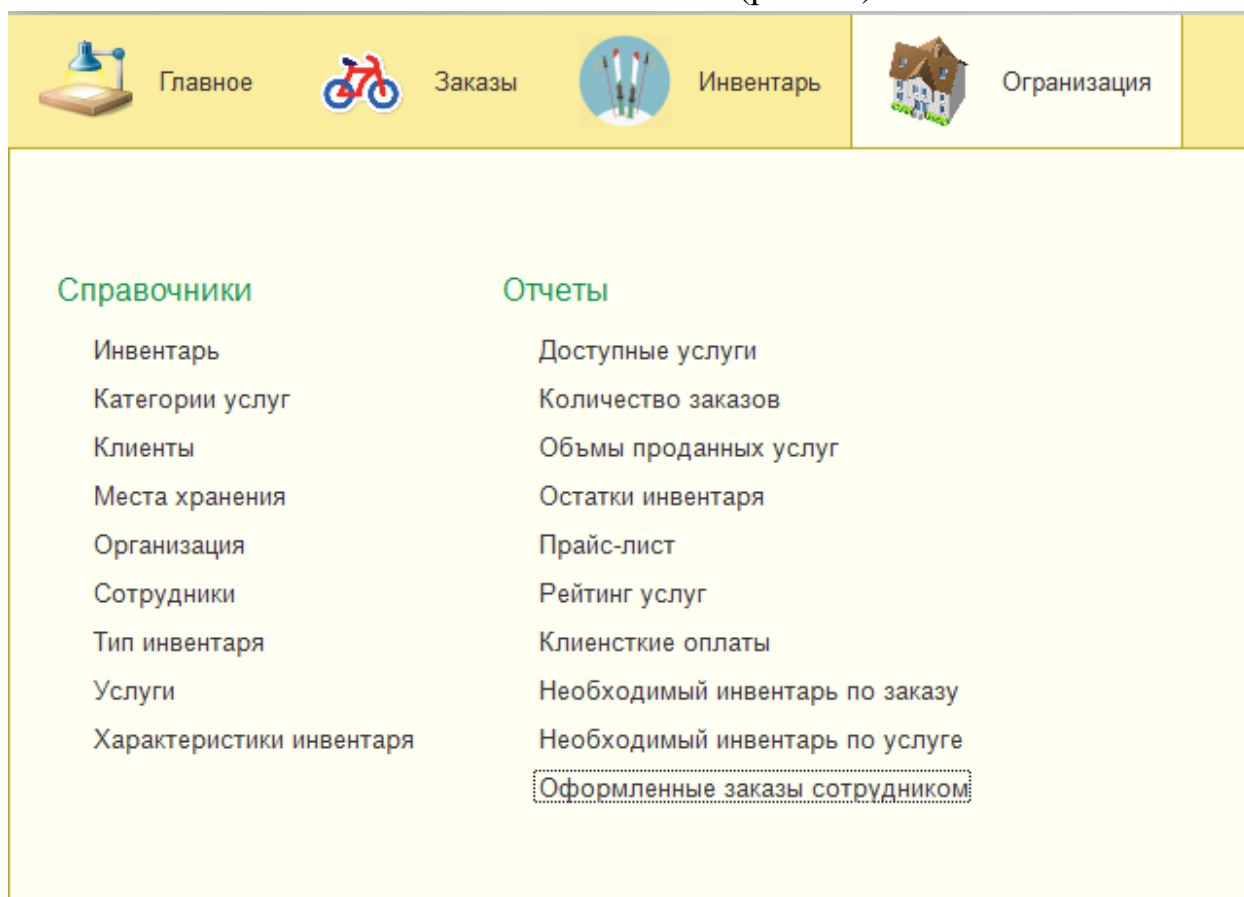 Главное
Заказы
Инвентарь
Огранизация
Справочники
Инвентарь
Категории услуг
Клиенты
Места хранения
Организация
Сотрудники
Тип инвентаря
Услуги
Характеристики инвентаря
Отчеты
Доступные услуги
Количество заказов
Объмы проданных услуг
Остатки инвентаря
Прайс-лист
Рейтинг услуг
Клиенсткие оплаты
Необходимый инвентарь по заказу
Необходимый инвентарь по услуге
Оформленные заказы сотрудником